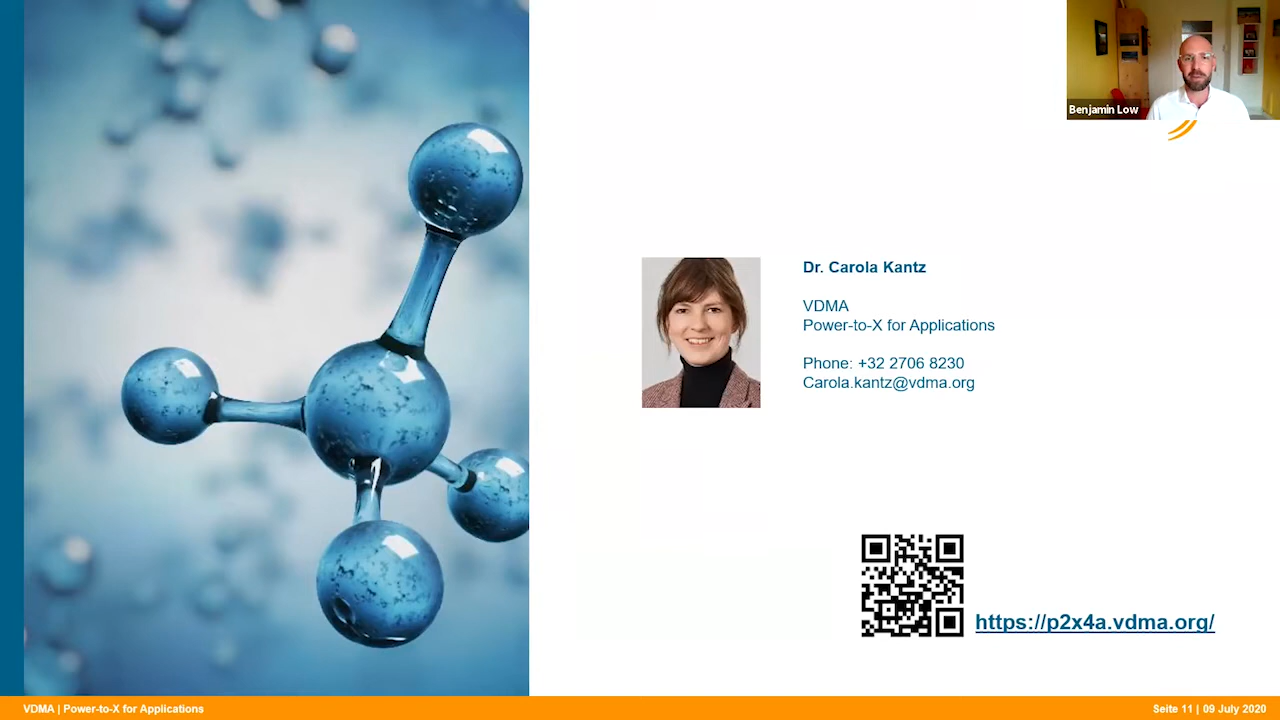 Benjamin Low
Dr. Carola Kantz
VDMA
Power-to-X for Applications
Phone: +32 2706 8230
Carola.kantz@vdma.org
https://p2x4a.vdma.org/
VDMA | Power-to-X for Applications
Seite 11 | 09 July 2020